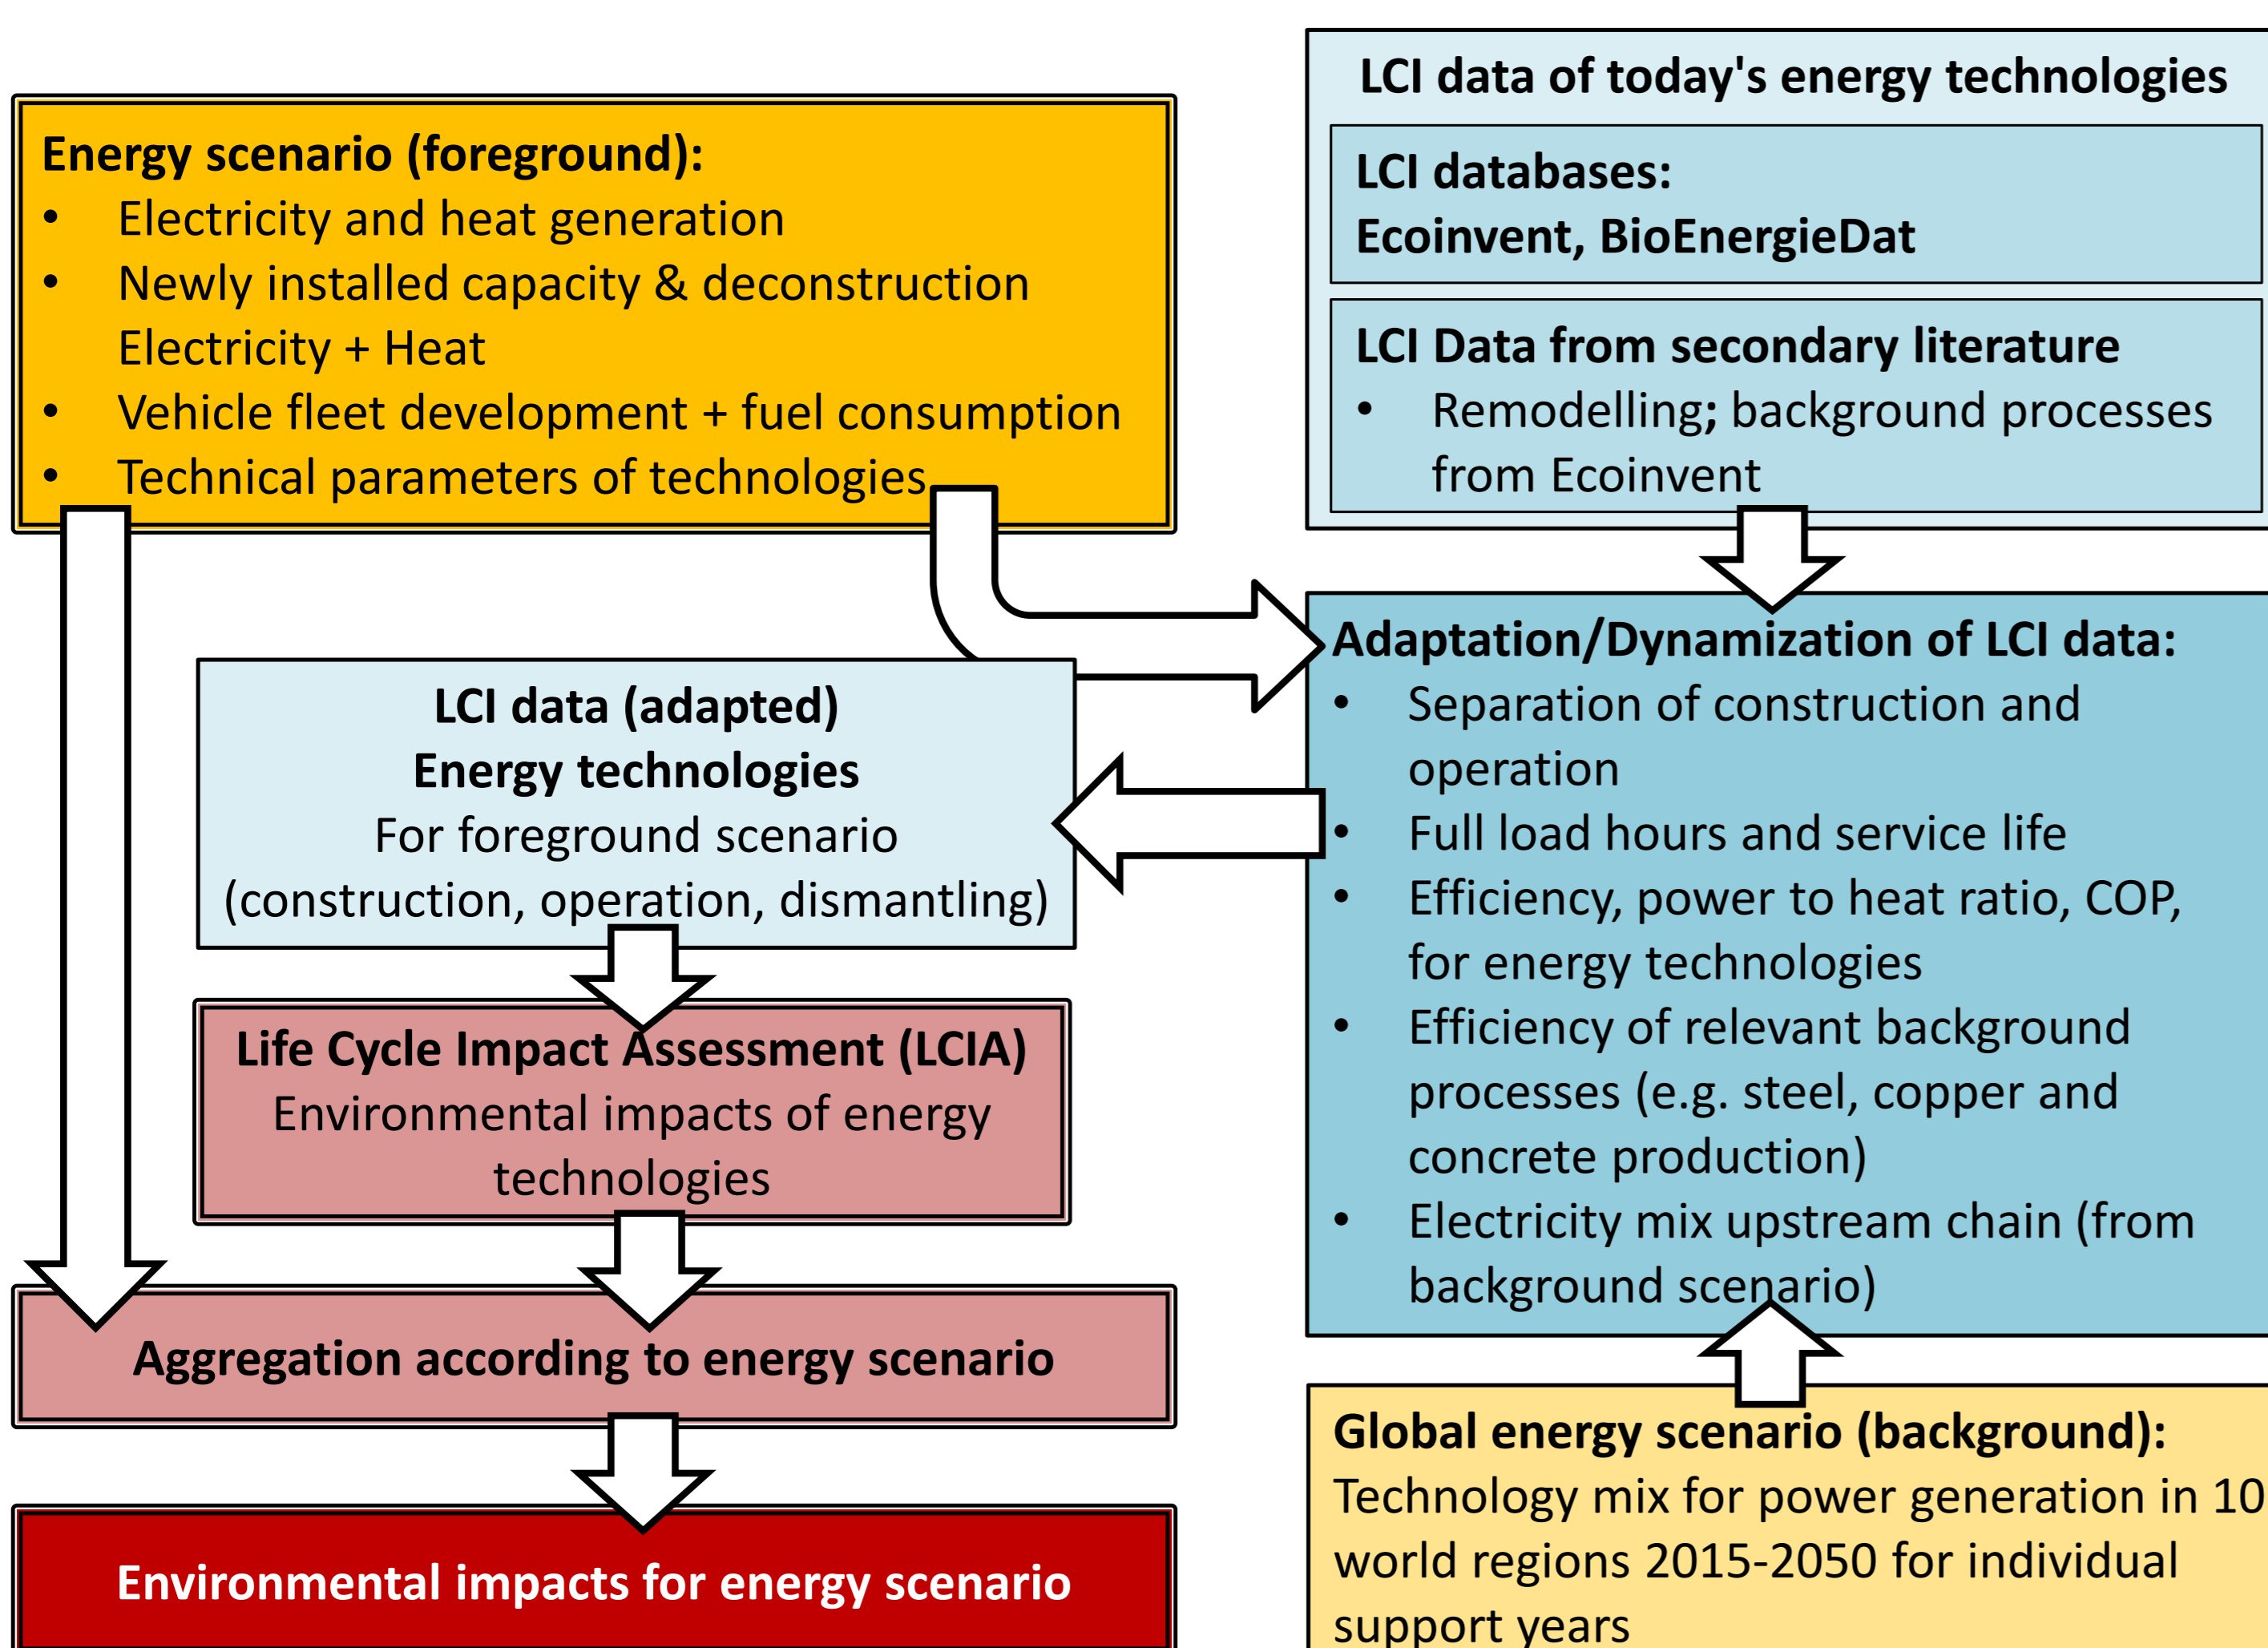 Energy scenario (foreground):
• Electricity and heat generation
• Newly installed capacity & deconstruction
Electricity + Heat
• Vehicle fleet development + fuel consumption
• Technical parameters of technologies
LCI data of today's energy technologies
LCI databases:
Ecoinvent, BioEnergieDat
LCI Data from secondary literature
• Remodelling; background processes
from Ecoinvent
Adaptation/Dynamization of LCI data:
• Separation of construction and
operation
• Full load hours and service life
• Efficiency, power to heat ratio, COP,
for energy technologies
• Efficiency of relevant background
processes (e.g. steel, copper and
concrete production)
• Electricity mix upstream chain (from
background scenario)
LCI data (adapted)
Energy technologies
For foreground scenario
(construction, operation, dismantling)
Life Cycle Impact Assessment (LCIA)
Environmental impacts of energy
technologies
Aggregation according to energy scenario
Environmental impacts for energy scenario
Global energy scenario (background):
Technology mix for power generation in 10
world regions 2015-2050 for individual
support years